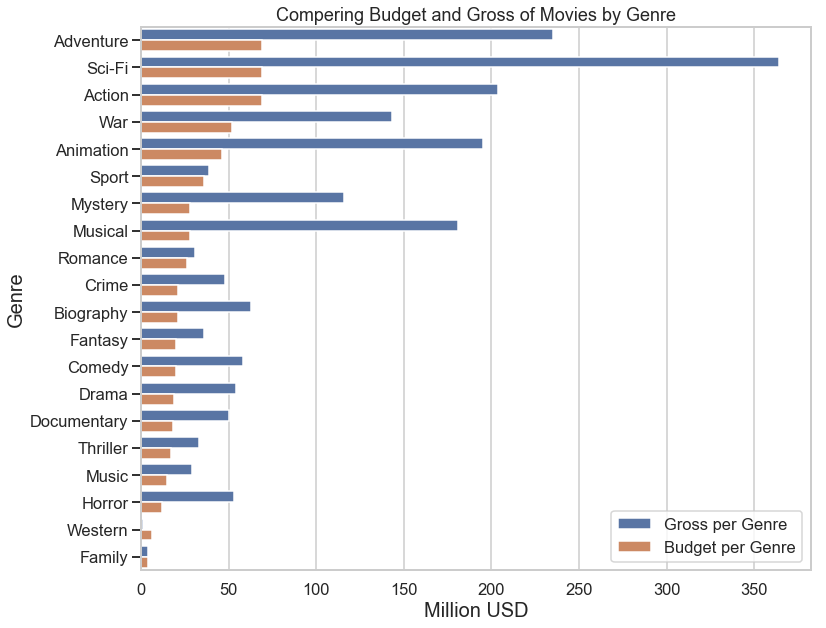 Compering Budget and Gross of Movies by Genre
Adventure
Sci-Fi
Action
War
Animation
Sport
Mystery
Musical
Romance
Crime
Biography
Fantasy
Comedy
Drama
Documentary
Thriller
Music
Horror
Western
Family
Genre
Gross per Genre
Budget per Genre
0 50 100 150 200 250 300 350
Million USD